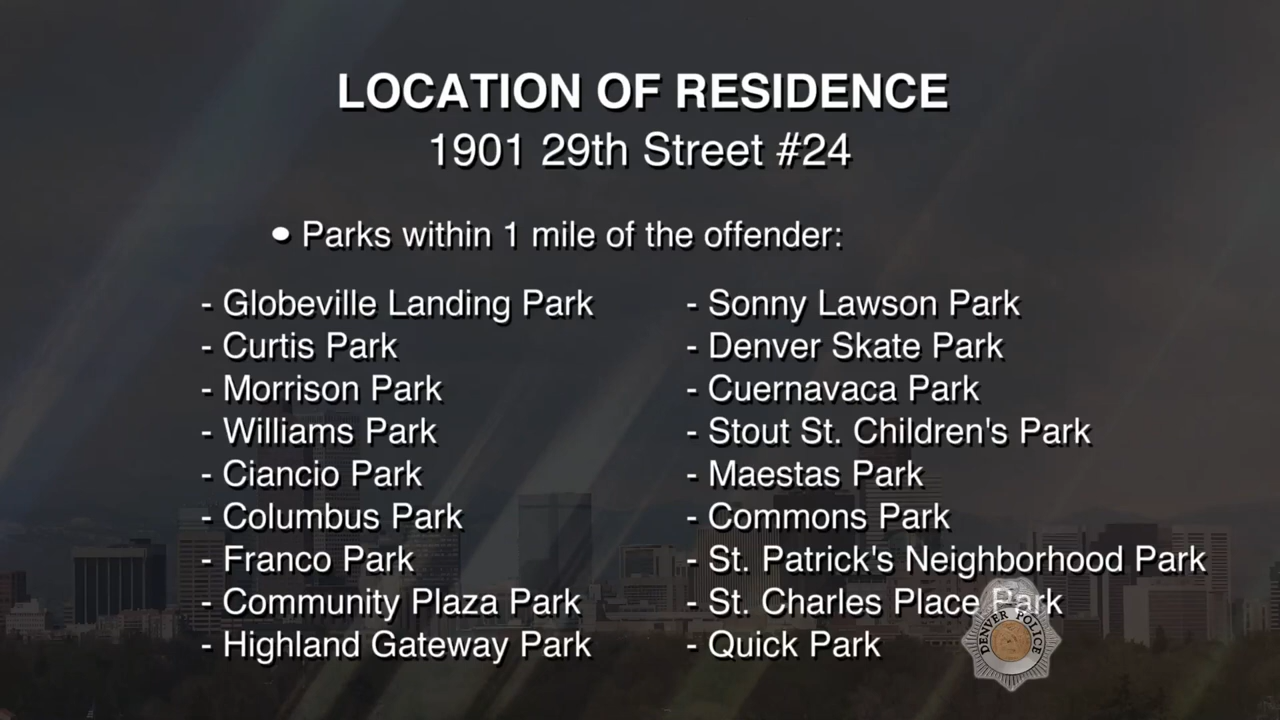 LOCATION OF RESIDENCE
1901 29th Street #24
• Parks within 1 mile of the offender:
- Globeville Landing Park
- Curtis Park
- Morrison Park
- Williams Park
- Ciancio Park
- Columbus Park
- Franco Park
- Community Plaza Park
- Highland Gateway Park
- Sonny Lawson Park
- Denver Skate Park
- Cuernavaca Park
- Stout St. Children's Park
- Maestas Park
- Commons Park
- St. Patrick's Neighborhood Park
- St. Charles Place Park
- Quick Park
DENVER POLICE